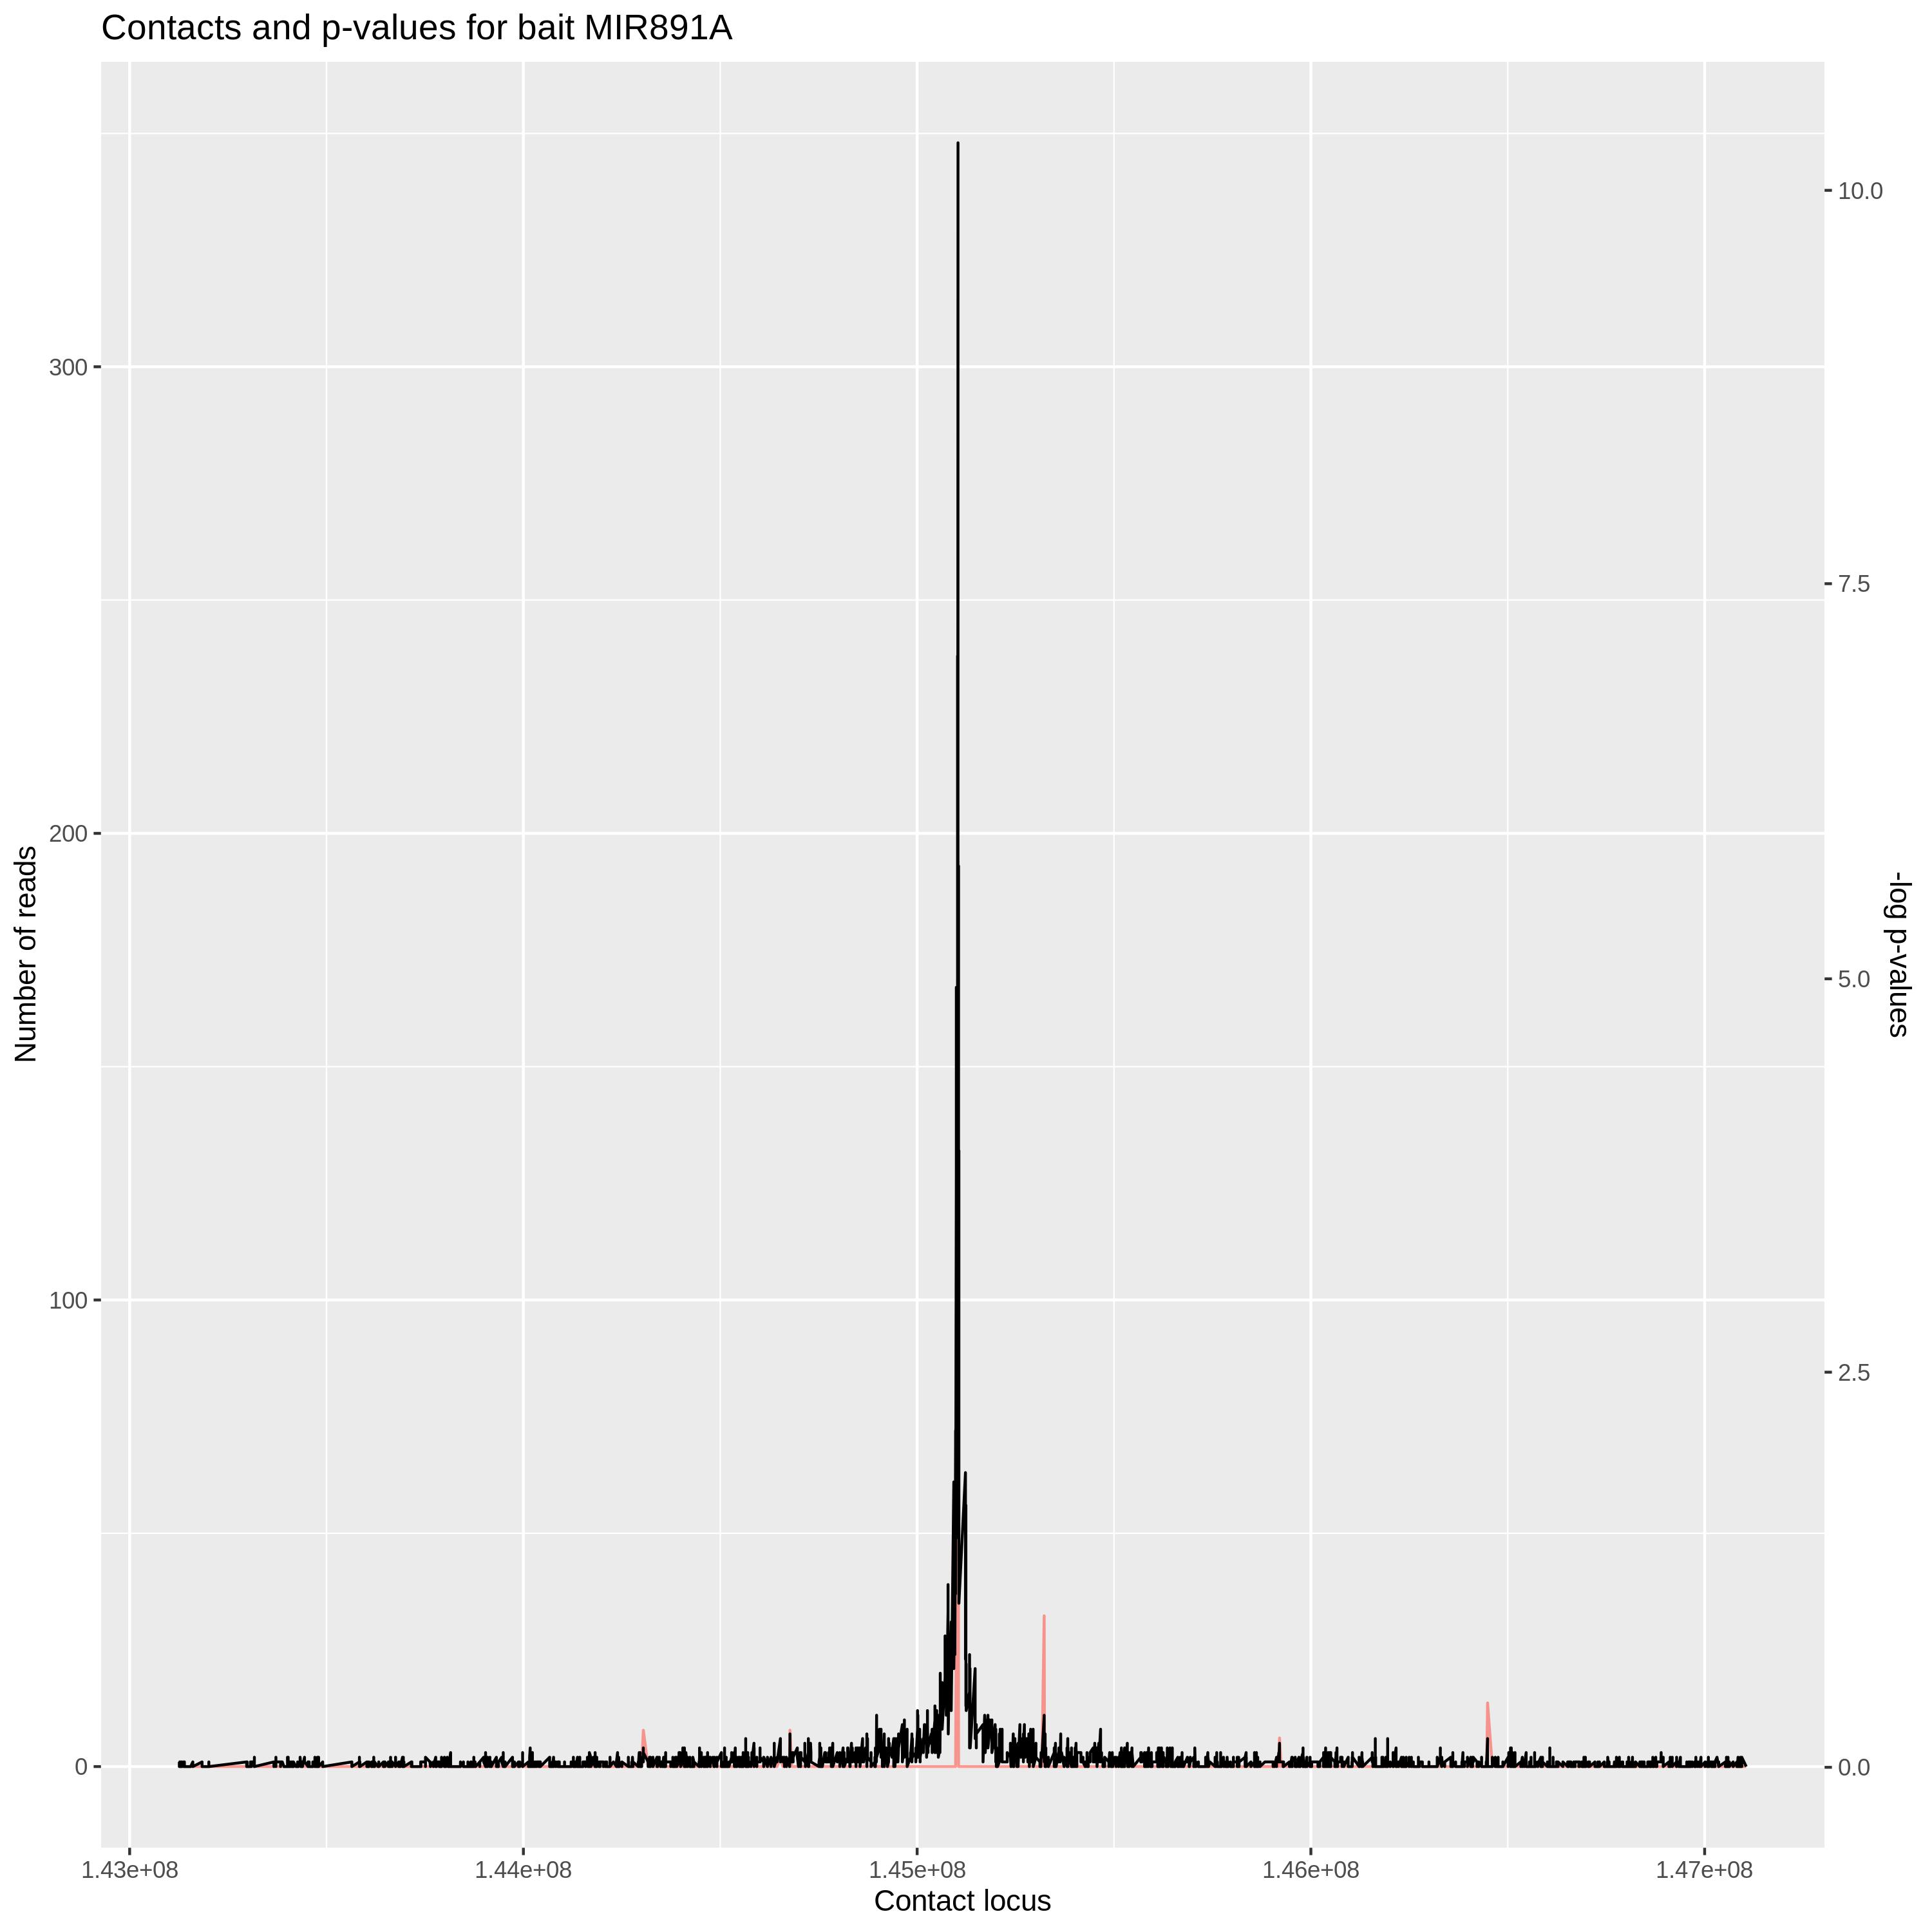 Contacts and p-values for bait MIR891A
300
200
100
0
Number of reads
10.0
7.5
5.0
2.5
0.0
-log p-values
1.43e+08
1.44e+08
1.45e+08
1.46e+08
1.47e+08
Contact locus